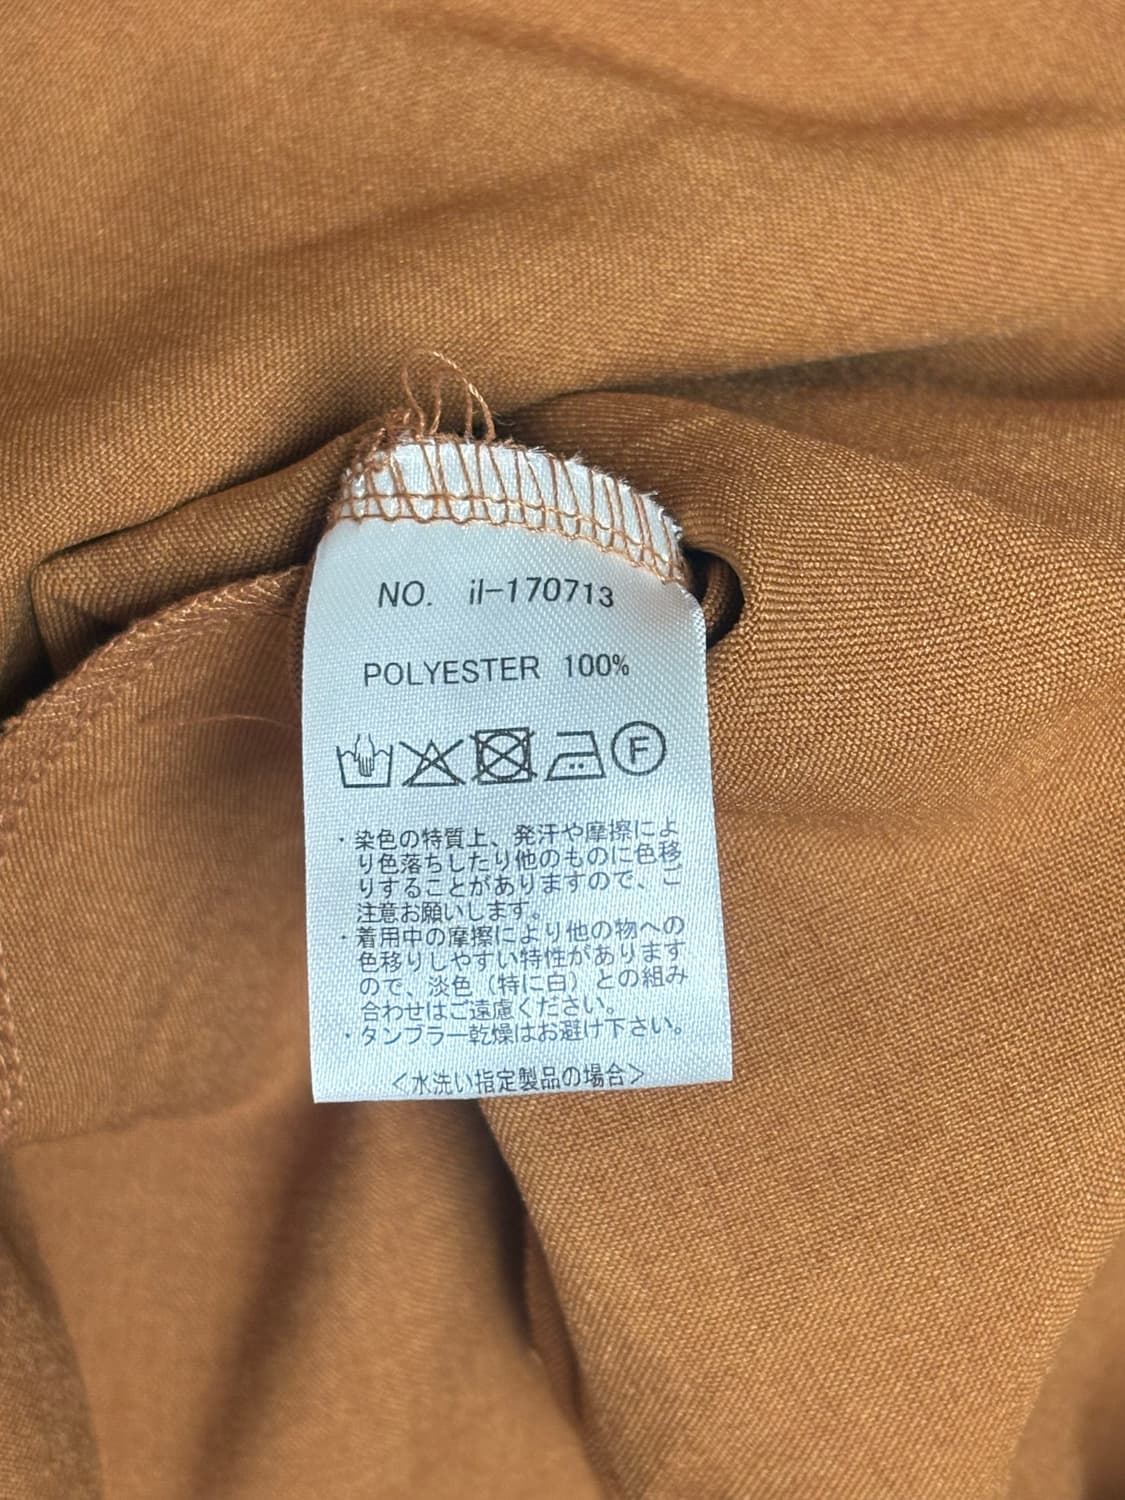 NO. il-170713
POLYESTER 100%
F
・染色の特質上、発汗や摩擦によ
り色落ちしたり他のものに色移
りすることがありますので、ご
注意お願いします。
・着用中の摩擦により他の物への
色移りしやすい特性があります
ので、淡色（特に白）との組み
合わせはご遠慮ください。
・タンブラー乾燥はお避け下さい。
＜水洗い指定製品の場合＞